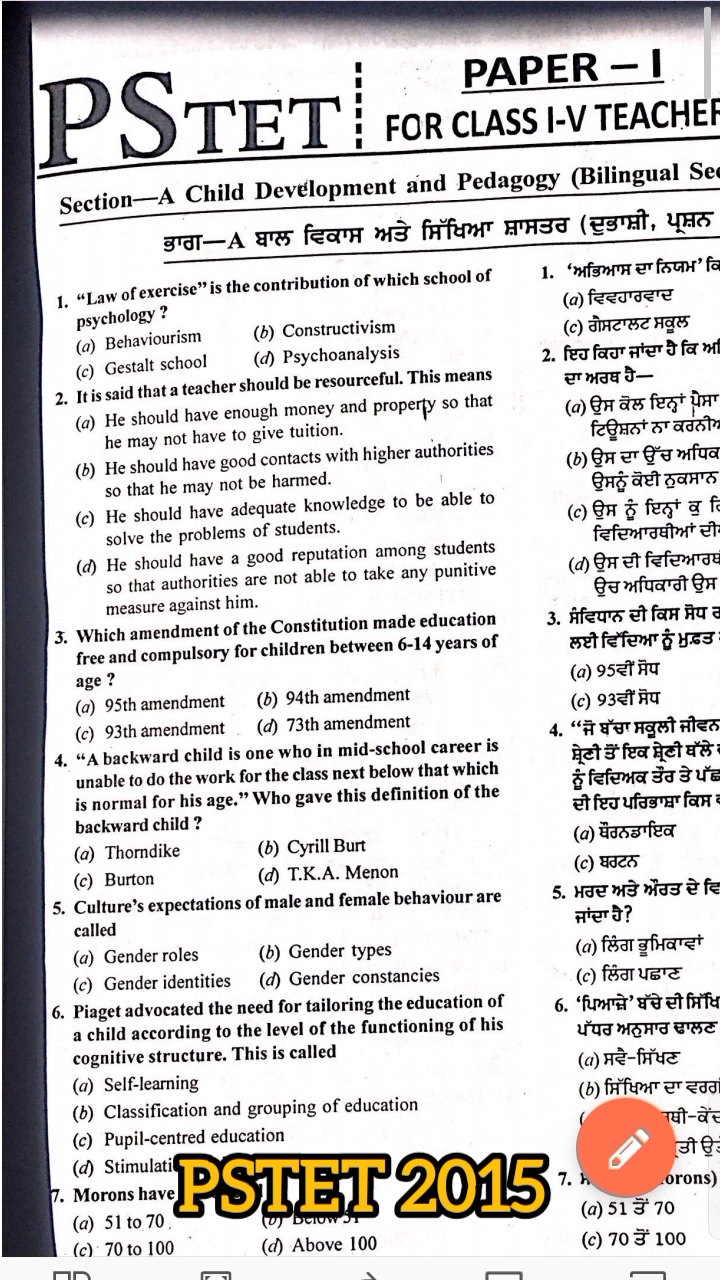 PSTET
PAPER – I
FOR CLASS I-V TEACHER
Section—A Child Development and Pedagogy (Bilingual Sec
ਭਾਗ—A ਬਾਲ ਵਿਕਾਸ ਅਤੇ ਸਿੱਖਿਆ ਸ਼ਾਸਤਰ (ਦੁਭਾਸ਼ੀ, ਪ੍ਰਸ਼ਨ
1. “Law of exercise” is the contribution of which school of
psychology ?
(a) Behaviourism (b) Constructivism
(c) Gestalt school (d) Psychoanalysis
2. It is said that a teacher should be resourceful. This means
(a) He should have enough money and property so that
he may not have to give tuition.
(b) He should have good contacts with higher authorities
so that he may not be harmed.
(c) He should have adequate knowledge to be able to
solve the problems of students.
(d) He should have a good reputation among students
so that authorities are not able to take any punitive
measure against him.
3. Which amendment of the Constitution made education
free and compulsory for children between 6-14 years of
age ?
(a) 95th amendment (b) 94th amendment
(c) 93th amendment (d) 73th amendment
4. “A backward child is one who in mid-school career is
unable to do the work for the class next below that which
is normal for his age.” Who gave this definition of the
backward child ?
(a) Thorndike (b) Cyrill Burt
(c) Burton (d) T.K.A. Menon
5. Culture’s expectations of male and female behaviour are
called
(a) Gender roles (b) Gender types
(c) Gender identities (d) Gender constancies
6. Piaget advocated the need for tailoring the education of
a child according to the level of the functioning of his
cognitive structure. This is called
(a) Self-learning
(b) Classification and grouping of education
(c) Pupil-centred education
(d) Stimulati
7. Morons have
(a) 51 to 70 (b) Below 51
(c) 70 to 100 (d) Above 100
1. ‘ਅਭਿਆਸ ਦਾ ਨਿਯਮ’ ਕਿ
(a) ਵਿਵਹਾਰਵਾਦ
(c) ਗੈਸਟਾਲਟ ਸਕੂਲ
2. ਇਹ ਕਿਹਾ ਜਾਂਦਾ ਹੈ ਕਿ ਅਧਿ
ਦਾ ਅਰਥ ਹੈ—
(a) ਉਸ ਕੋਲ ਇਨ੍ਹਾਂ ਪੈਸਾ
ਟਿਊਸ਼ਨਾਂ ਨਾ ਕਰਨੀਆ
(b) ਉਸ ਦਾ ਉੱਚ ਅਧਿਕ
ਉਸਨੂੰ ਕੋਈ ਨੁਕਸਾਨ
(c) ਉਸ ਨੂੰ ਇਨ੍ਹਾਂ ਕੁ ਗਿ
ਵਿਦਿਆਰਥੀਆਂ ਦੀਆ
(d) ਉਸ ਦੀ ਵਿਦਿਆਰਥ
ਉਚ ਅਧਿਕਾਰੀ ਉਸ
3. ਸੰਵਿਧਾਨ ਦੀ ਕਿਸ ਸੋਧ ਰ
ਲਈ ਵਿੱਦਿਆ ਨੂੰ ਮੁਫ਼ਤ
(a) 95ਵੀਂ ਸੋਧ
(c) 93ਵੀਂ ਸੋਧ
4. “ਜੋ ਬੱਚਾ ਸਕੂਲੀ ਜੀਵਨ
ਸ਼੍ਰੇਣੀ ਤੋਂ ਇਕ ਸ਼੍ਰੇਣੀ ਥੱਲੇ
ਨੂੰ ਵਿਦਿਅਕ ਤੌਰ ਤੇ ਪੱਛ
ਦੀ ਇਹ ਪਰਿਭਾਸ਼ਾ ਕਿਸ
(a) ਥੌਰਨਡਾਇਕ
(c) ਬਰਟਨ
5. ਮਰਦ ਅਤੇ ਔਰਤ ਦੇ ਵਿ
ਜਾਂਦਾ ਹੈ?
(a) ਲਿੰਗ ਭੂਮਿਕਾਵਾਂ
(c) ਲਿੰਗ ਪਛਾਣ
6. ‘ਪਿਆਜ਼ੇ’ ਬੱਚੇ ਦੀ ਸਿੱਖਿ
ਪੱਧਰ ਅਨੁਸਾਰ ਢਾਲਣ
(a) ਸਵੈ-ਸਿੱਖਣ
(b) ਸਿੱਖਿਆ ਦਾ ਵਰਗੀ
7.
orons)
(a) 51 ਤੋਂ 70
(c) 70 ਤੋਂ 100
PSTET 2015